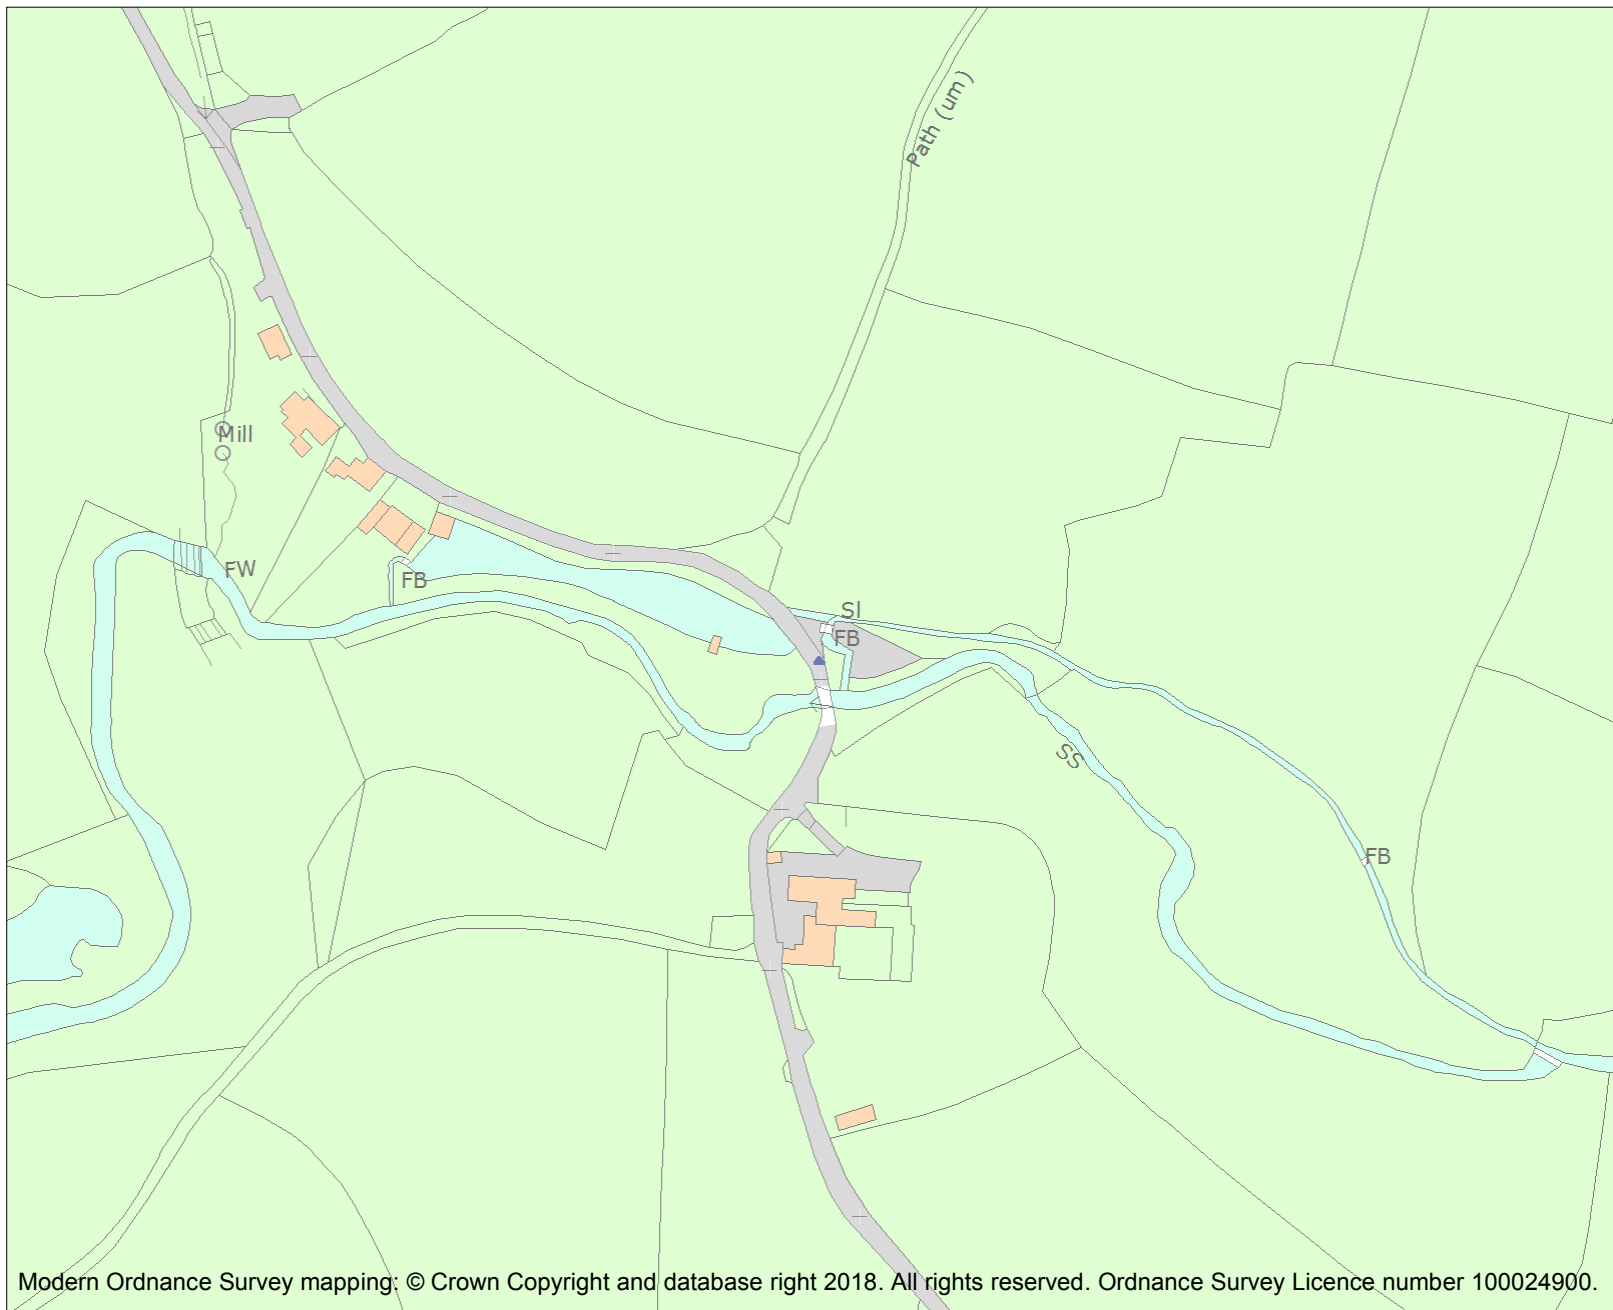 Path (um)
Mill
FW
FB
Sl
FB
SS
FB
Modern Ordnance Survey mapping: © Crown Copyright and database right 2018. All rights reserved. Ordnance Survey Licence number 100024900.